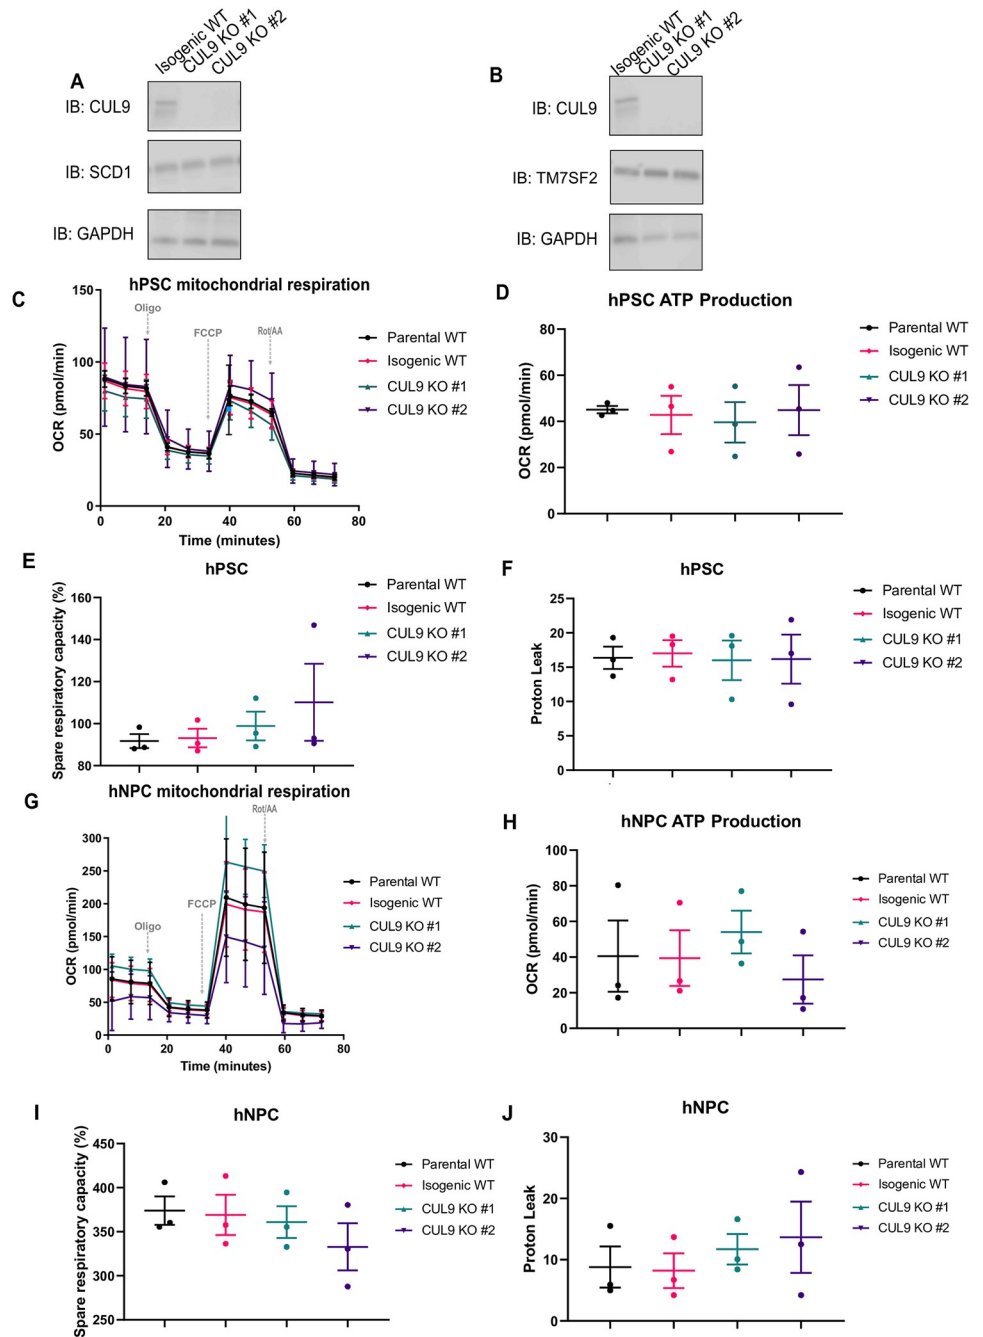 A
Isogenic WT
CUL9 KO #1
CUL9 KO #2
IB: CUL9
IB: SCD1
IB: GAPDH
B
Isogenic WT
CUL9 KO #1
CUL9 KO #2
IB: CUL9
IB: TM7SF2
IB: GAPDH
C
hPSC mitochondrial respiration
OCR (pmol/min)
150
100
50
0
Oligo
FCCP
Rot/AA
0 20 40 60 80
Time (minutes)
Parental WT
Isogenic WT
CUL9 KO #1
CUL9 KO #2
D
hPSC ATP Production
OCR (pmol/min)
80
60
40
20
0
Parental WT
Isogenic WT
CUL9 KO #1
CUL9 KO #2
E
hPSC
Spare respiratory capacity (%)
160
140
120
100
80
Parental WT
Isogenic WT
CUL9 KO #1
CUL9 KO #2
F
hPSC
Proton Leak
25
20
15
10
5
0
Parental WT
Isogenic WT
CUL9 KO #1
CUL9 KO #2
G
hNPC mitochondrial respiration
OCR (pmol/min)
300
250
200
150
100
50
0
Oligo
FCCP
Rot/AA
0 20 40 60 80
Time (minutes)
Parental WT
Isogenic WT
CUL9 KO #1
CUL9 KO #2
H
hNPC ATP Production
OCR (pmol/min)
100
80
60
40
20
0
Parental WT
Isogenic WT
CUL9 KO #1
CUL9 KO #2
I
hNPC
Spare respiratory capacity (%)
450
400
350
300
250
Parental WT
Isogenic WT
CUL9 KO #1
CUL9 KO #2
J
hNPC
Proton Leak
30
20
10
0
Parental WT
Isogenic WT
CUL9 KO #1
CUL9 KO #2